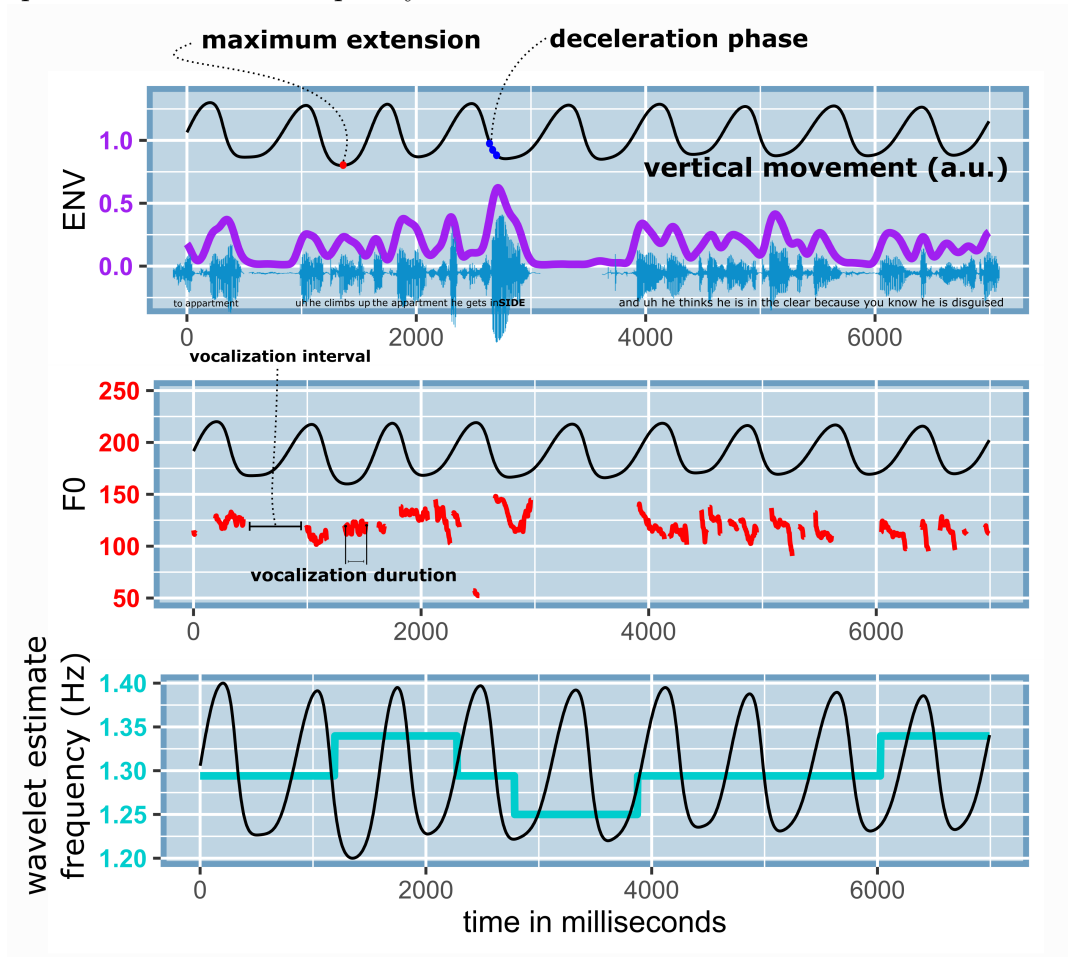 maximum extension
deceleration phase
ENV
1.0
0.5
0.0
vertical movement (a.u.)
to appartment
uh he climbs up the appartment he gets inSIDE
and uh he thinks he is in the clear because you know he is disguised
0 2000 4000 6000
vocalization interval
F0
250
200
150
100
50
vocalization durution
0 2000 4000 6000
wavelet estimate
frequency (Hz)
1.40
1.35
1.30
1.25
1.20
0 2000 4000 6000
time in milliseconds